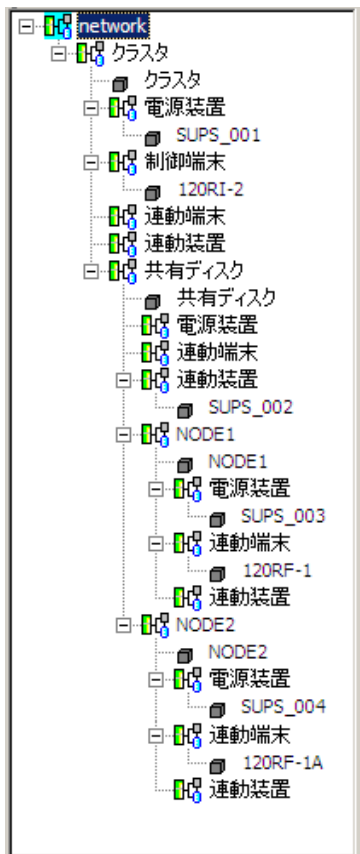 network
クラスタ
クラスタ
電源装置
SUPS_001
制御端末
120RI-2
連動端末
連動装置
共有ディスク
共有ディスク
電源装置
連動端末
連動装置
SUPS_002
NODE1
NODE1
電源装置
SUPS_003
連動端末
120RF-1
連動装置
NODE2
NODE2
電源装置
SUPS_004
連動端末
120RF-1A
連動装置